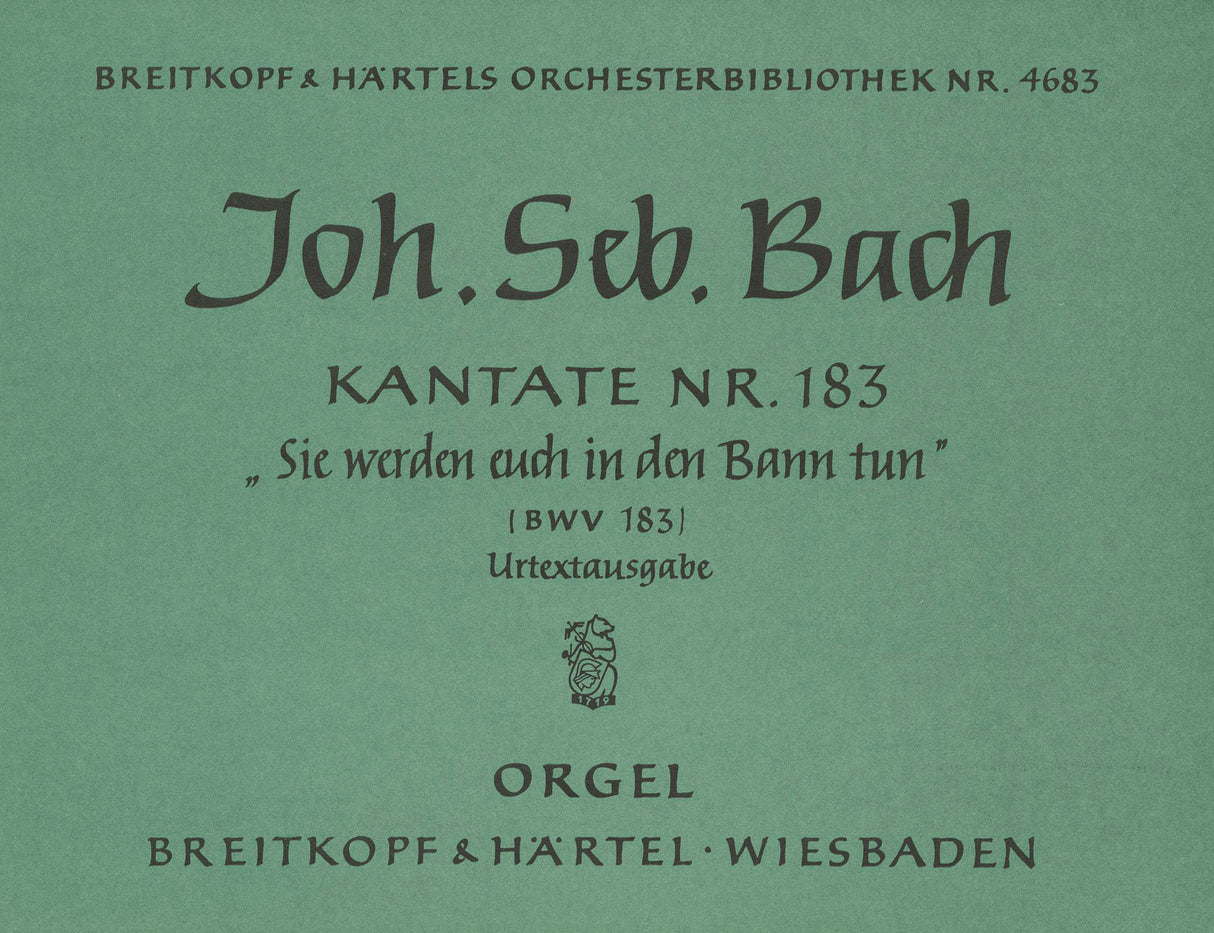 BREITKOPF & HÄRTELS ORCHESTERBIBLIOTHEK NR. 4683
Joh. Seb. Bach
KANTATE NR. 183
„Sie werden euch in den Bann tun”
(BWV 183)
Urtextausgabe
1719
ORGEL
BREITKOPF & HÄRTEL · WIESBADEN